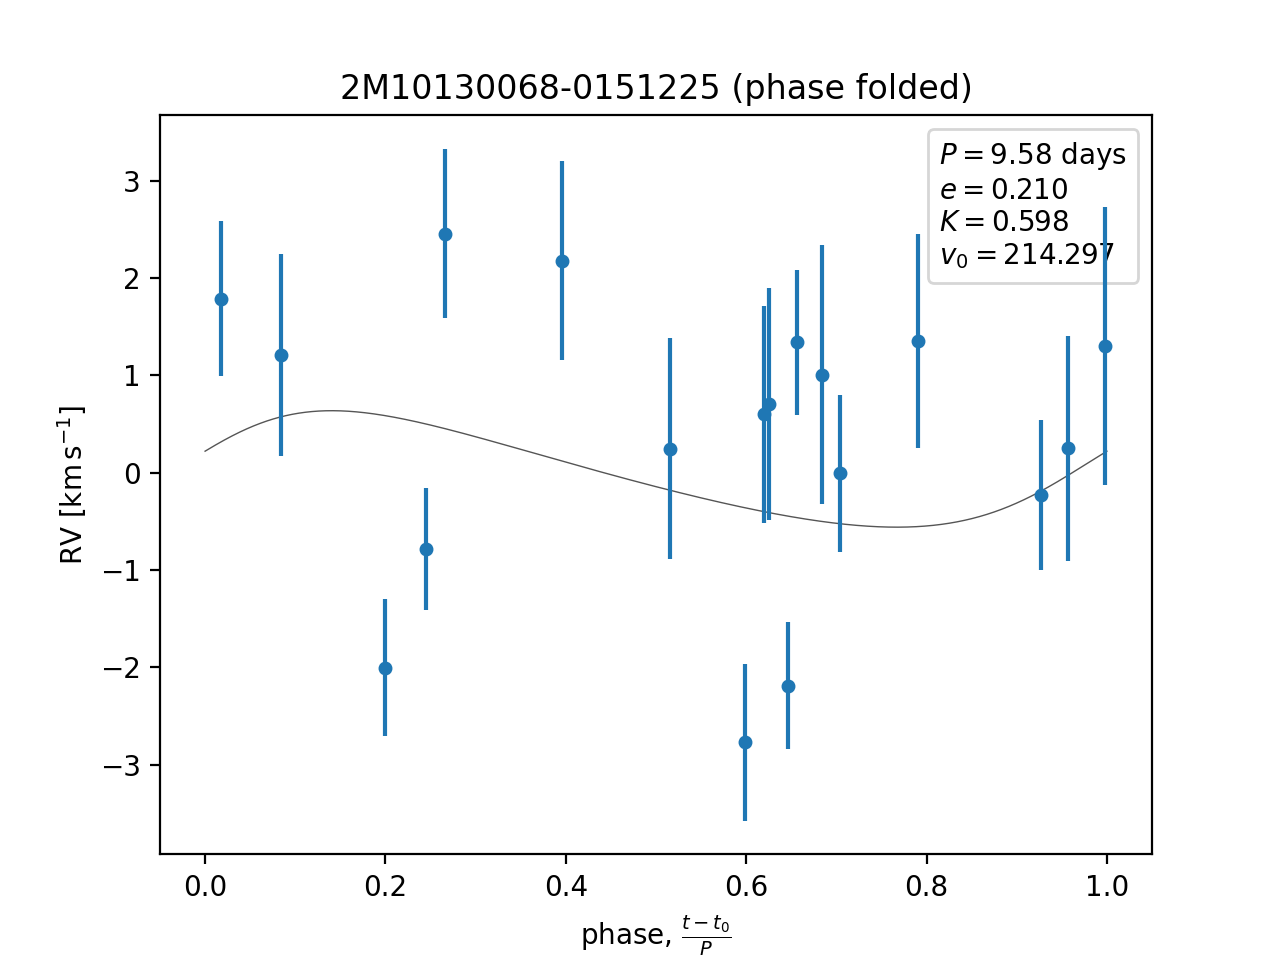 2M10130068-0151225 (phase folded)
P = 9.58 days
e = 0.210
K = 0.598
v₀ = 214.297
RV [km s⁻¹]
3
2
1
0
−1
−2
−3
0.0 0.2 0.4 0.6 0.8 1.0
phase, (t − t₀)/P